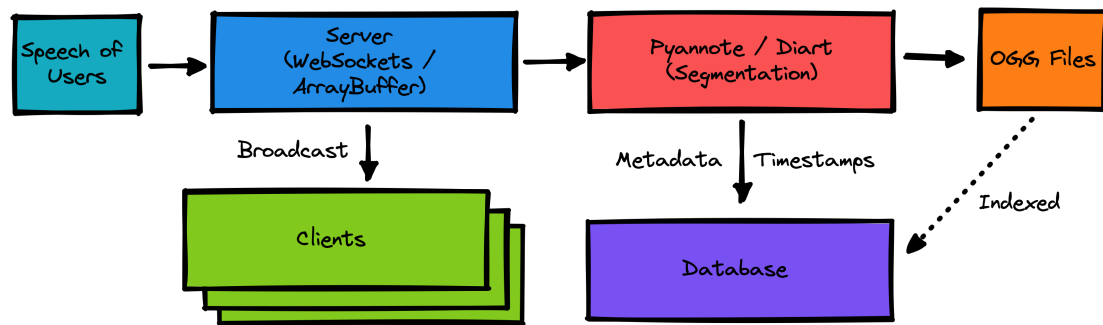 Speech of
Users
Server
(WebSockets /
ArrayBuffer)
Pyannote / Diart
(Segmentation)
OGG Files
Broadcast
Metadata
Timestamps
Indexed
Clients
Database